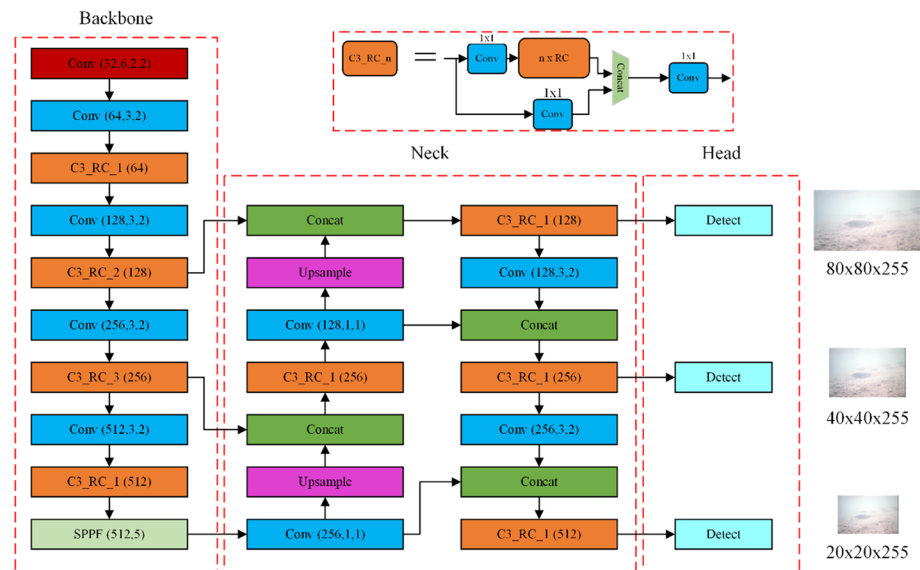 Backbone
Conv (32,6,2,2)
Conv (64,3,2)
C3_RC_1 (64)
Conv (128,3,2)
C3_RC_2 (128)
Conv (256,3,2)
C3_RC_3 (256)
Conv (512,3,2)
C3_RC_1 (512)
SPPF (512,5)
C3_RC_n
=
1x1
Conv
n x RC
1x1
Conv
Concat
1x1
Conv
Neck
Concat
Upsample
Conv (128,1,1)
C3_RC_1 (256)
Concat
Upsample
Conv (256,1,1)
C3_RC_1 (128)
Conv (128,3,2)
Concat
C3_RC_1 (256)
Conv (256,3,2)
Concat
C3_RC_1 (512)
Head
Detect
Detect
Detect
80x80x255
40x40x255
20x20x255